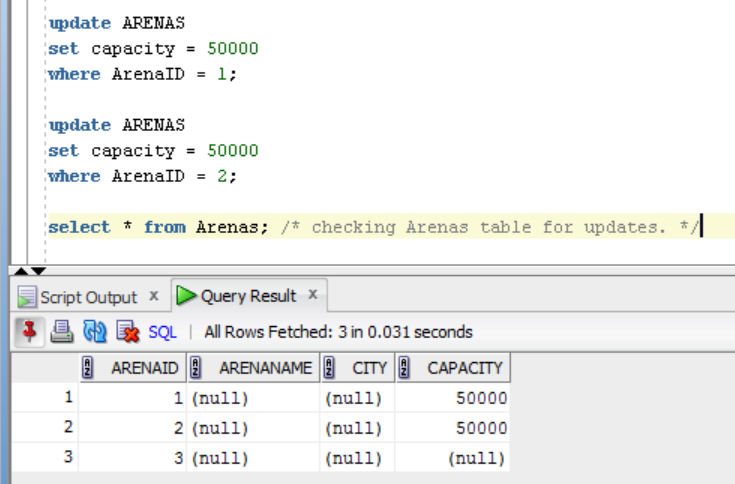 update ARENAS
set capacity = 50000
where ArenaID = 1;
update ARENAS
set capacity = 50000
where ArenaID = 2;
select * from Arenas; /* checking Arenas table for updates. */
Script Output x Query Result x
SQL | All Rows Fetched: 3 in 0.031 seconds
ARENAID ARENANAME CITY CAPACITY
1 1 (null) (null) 50000
2 2 (null) (null) 50000
3 3 (null) (null) (null)